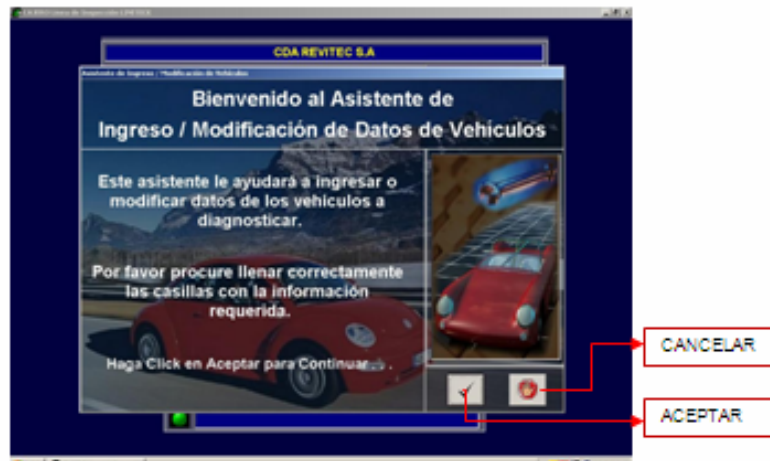 CDA REVITEC S.A
Asistente de Ingreso / Modificación de Vehículos
Bienvenido al Asistente
de
Ingreso / Modificación de Datos de Vehículos
Este asistente le ayudará a ingresar o
modificar datos de los vehículos a
diagnosticar.
Por favor procure llenar correctamente
las casillas con la información
requerida.
Haga Click en Aceptar para Continuar . . .
CANCELAR
ACEPTAR